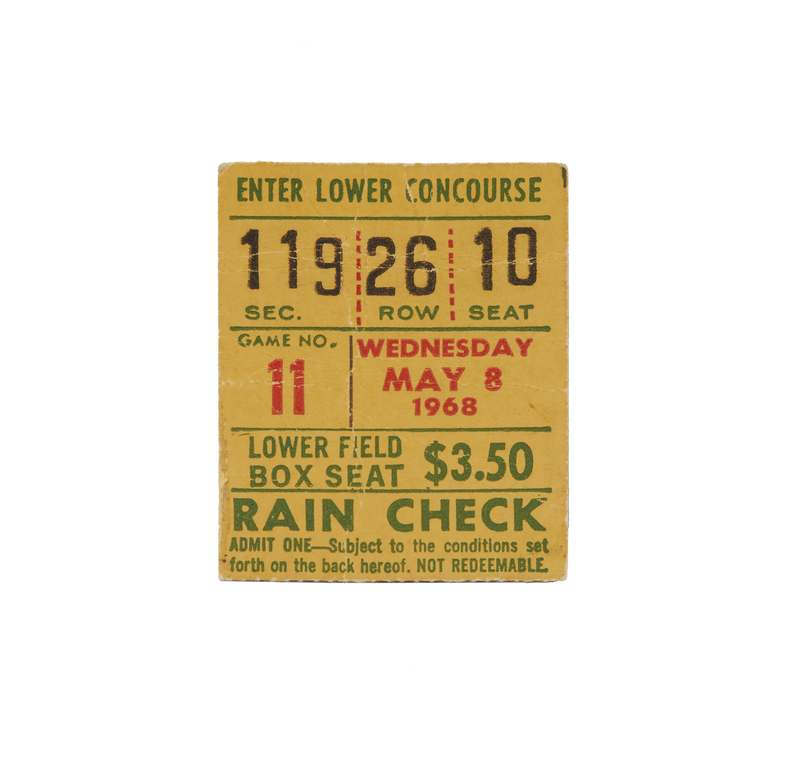 ENTER LOWER CONCOURSE
119 26 10
SEC. ROW SEAT
GAME NO. 11
WEDNESDAY
MAY 8
1968
LOWER FIELD
BOX SEAT $3.50
RAIN CHECK
ADMIT ONE—Subject to the conditions set
forth on the back hereof. NOT REDEEMABLE.